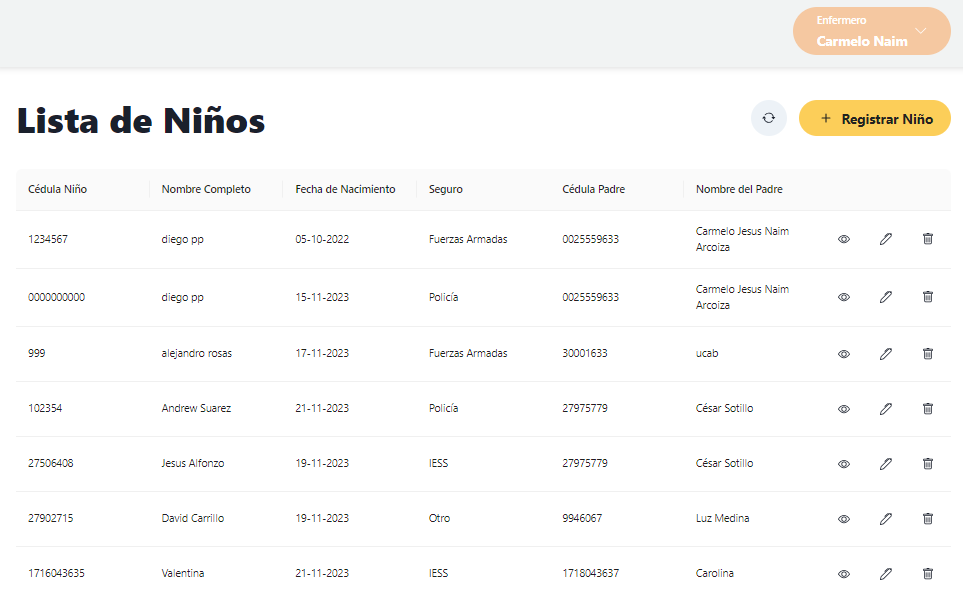 Enfermero
Carmelo Naim
Lista de Niños
+ Registrar Niño
Cédula Niño Nombre Completo Fecha de Nacimiento Seguro Cédula Padre Nombre del Padre
1234567 diego pp 05-10-2022 Fuerzas Armadas 0025559633 Carmelo Jesus Naim
Arcoiza
0000000000 diego pp 15-11-2023 Policía 0025559633 Carmelo Jesus Naim
Arcoiza
999 alejandro rosas 17-11-2023 Fuerzas Armadas 30001633 ucab
102354 Andrew Suarez 21-11-2023 Policía 27975779 César Sotillo
27506408 Jesus Alfonzo 19-11-2023 IESS 27975779 César Sotillo
27902715 David Carrillo 19-11-2023 Otro 9946067 Luz Medina
1716043635 Valentina 21-11-2023 IESS 1718043637 Carolina